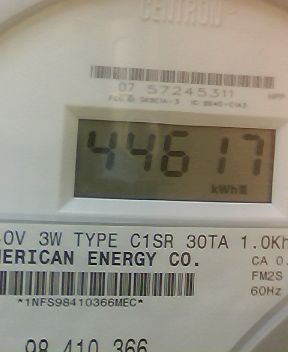 CENTRON
07 57245311
44617
kWh
0V 3W TYPE C1SR 30TA 1.0Kh
MERICAN ENERGY CO.
CA 0.
FM2S
*1NFS98410366MEC*
60Hz
98 410 366